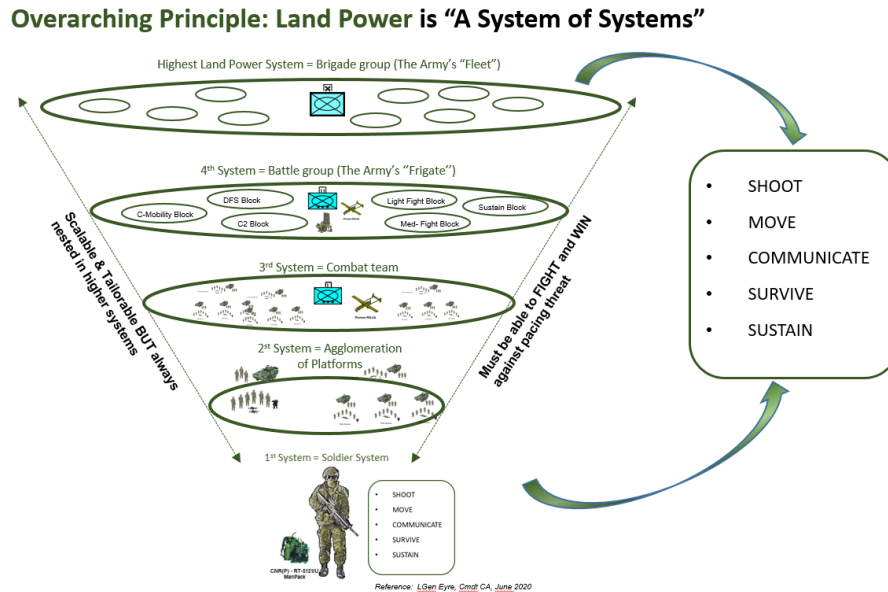 Overarching Principle: Land Power is “A System of Systems”
Highest Land Power System = Brigade group (The Army’s “Fleet”)
X
4th System = Battle group (The Army’s “Frigate’’)
DFS Block
C-Mobility Block
C2 Block
Light Fight Block
Sustain Block
Med- Fight Block
3rd System = Combat team
2st System = Agglomeration
of Platforms
1st System = Soldier System
• SHOOT
• MOVE
• COMMUNICATE
• SURVIVE
• SUSTAIN
CNR(P) - RT-5121/U
ManPack
Reference: LGen Eyre, Cmdt CA, June 2020
Scalable & Tailorable BUT always
nested in higher systems
Must be able to FIGHT and WIN
against pacing threat
• SHOOT
• MOVE
• COMMUNICATE
• SURVIVE
• SUSTAIN